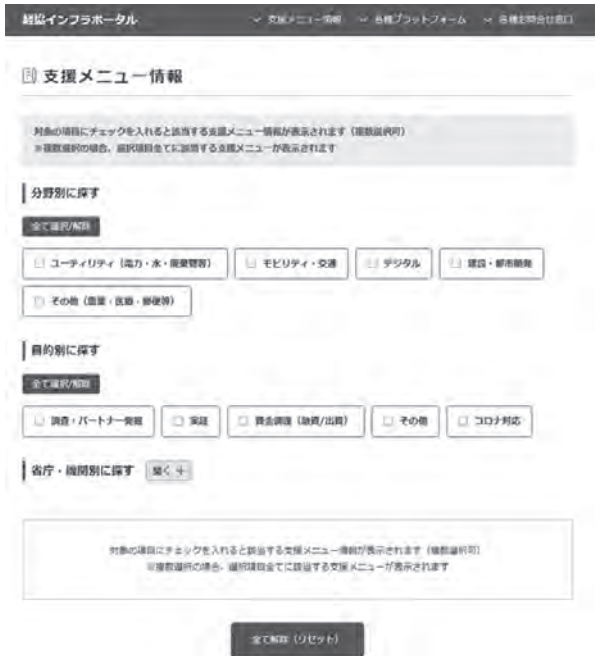 経協インフラポータル
支援メニュー情報 各種プラットフォーム 各種お問合せ窓口
支援メニュー情報
対象の項目にチェックを入れると該当する支援メニュー情報が表示されます（複数選択可）
※複数選択の場合、選択項目全てに該当する支援メニューが表示されます
分野別に探す
全て選択/解除
ユーティリティ（電力・水・廃棄物等） モビリティ・交通 デジタル 建設・都市開発
その他（農業・医療・郵便等）
目的別に探す
全て選択/解除
調査・パートナー発掘 実証 資金調達（融資/出資） その他 コロナ対応
省庁・機関別に探す 開く ＋
対象の項目にチェックを入れると該当する支援メニュー情報が表示されます（複数選択可）
※複数選択の場合、選択項目全てに該当する支援メニューが表示されます
全て解除（リセット）